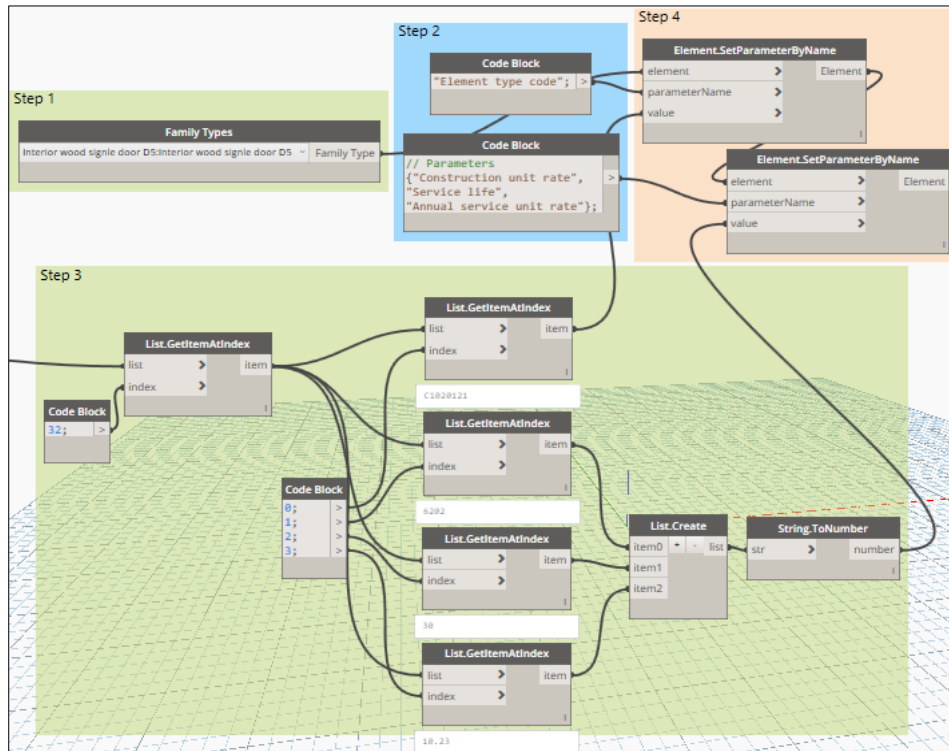 Step 1
Family Types
Interior wood signle door D5:Interior wood signle door D5
Family Type
Step 2
Code Block
"Element type code"; >
Code Block
// Parameters
{"Construction unit rate", >
"Service life",
"Annual service unit rate"};
Step 4
Element.SetParameterByName
element > Element
parameterName >
value >
Element.SetParameterByName
element > Element
parameterName >
value >
Step 3
List.GetItemAtIndex
list > item
index >
Code Block
32; >
Code Block
0; >
1; >
2; >
3; >
List.GetItemAtIndex
list > item
index >
C1020121
List.GetItemAtIndex
list > item
index >
6202
List.GetItemAtIndex
list > item
index >
30
List.GetItemAtIndex
list > item
index >
10.23
List.Create
item0 + - list
item1
item2
String.ToNumber
str > number